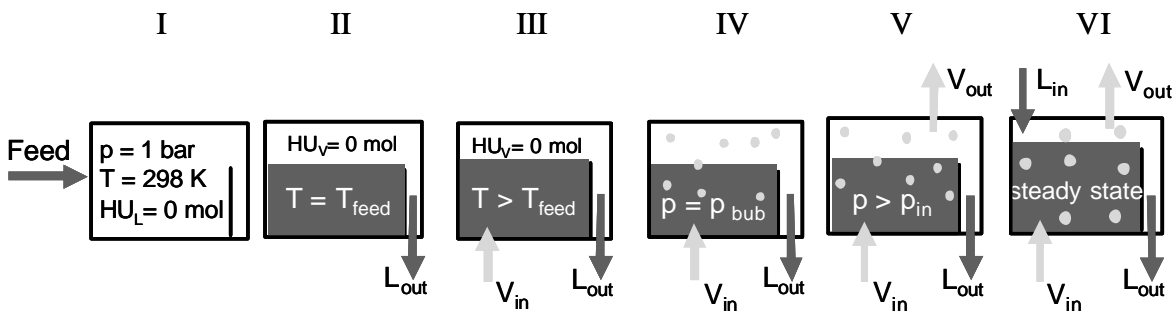 I II III IV V VI
Feed
p = 1 bar
T = 298 K
HU_L= 0 mol
HU_V= 0 mol
T = T_feed
L_out
HU_V= 0 mol
T > T_feed
V_in
L_out
p = p_bub
V_in
L_out
V_out
p > p_in
V_in
L_out
L_in
V_out
steady state
V_in
L_out